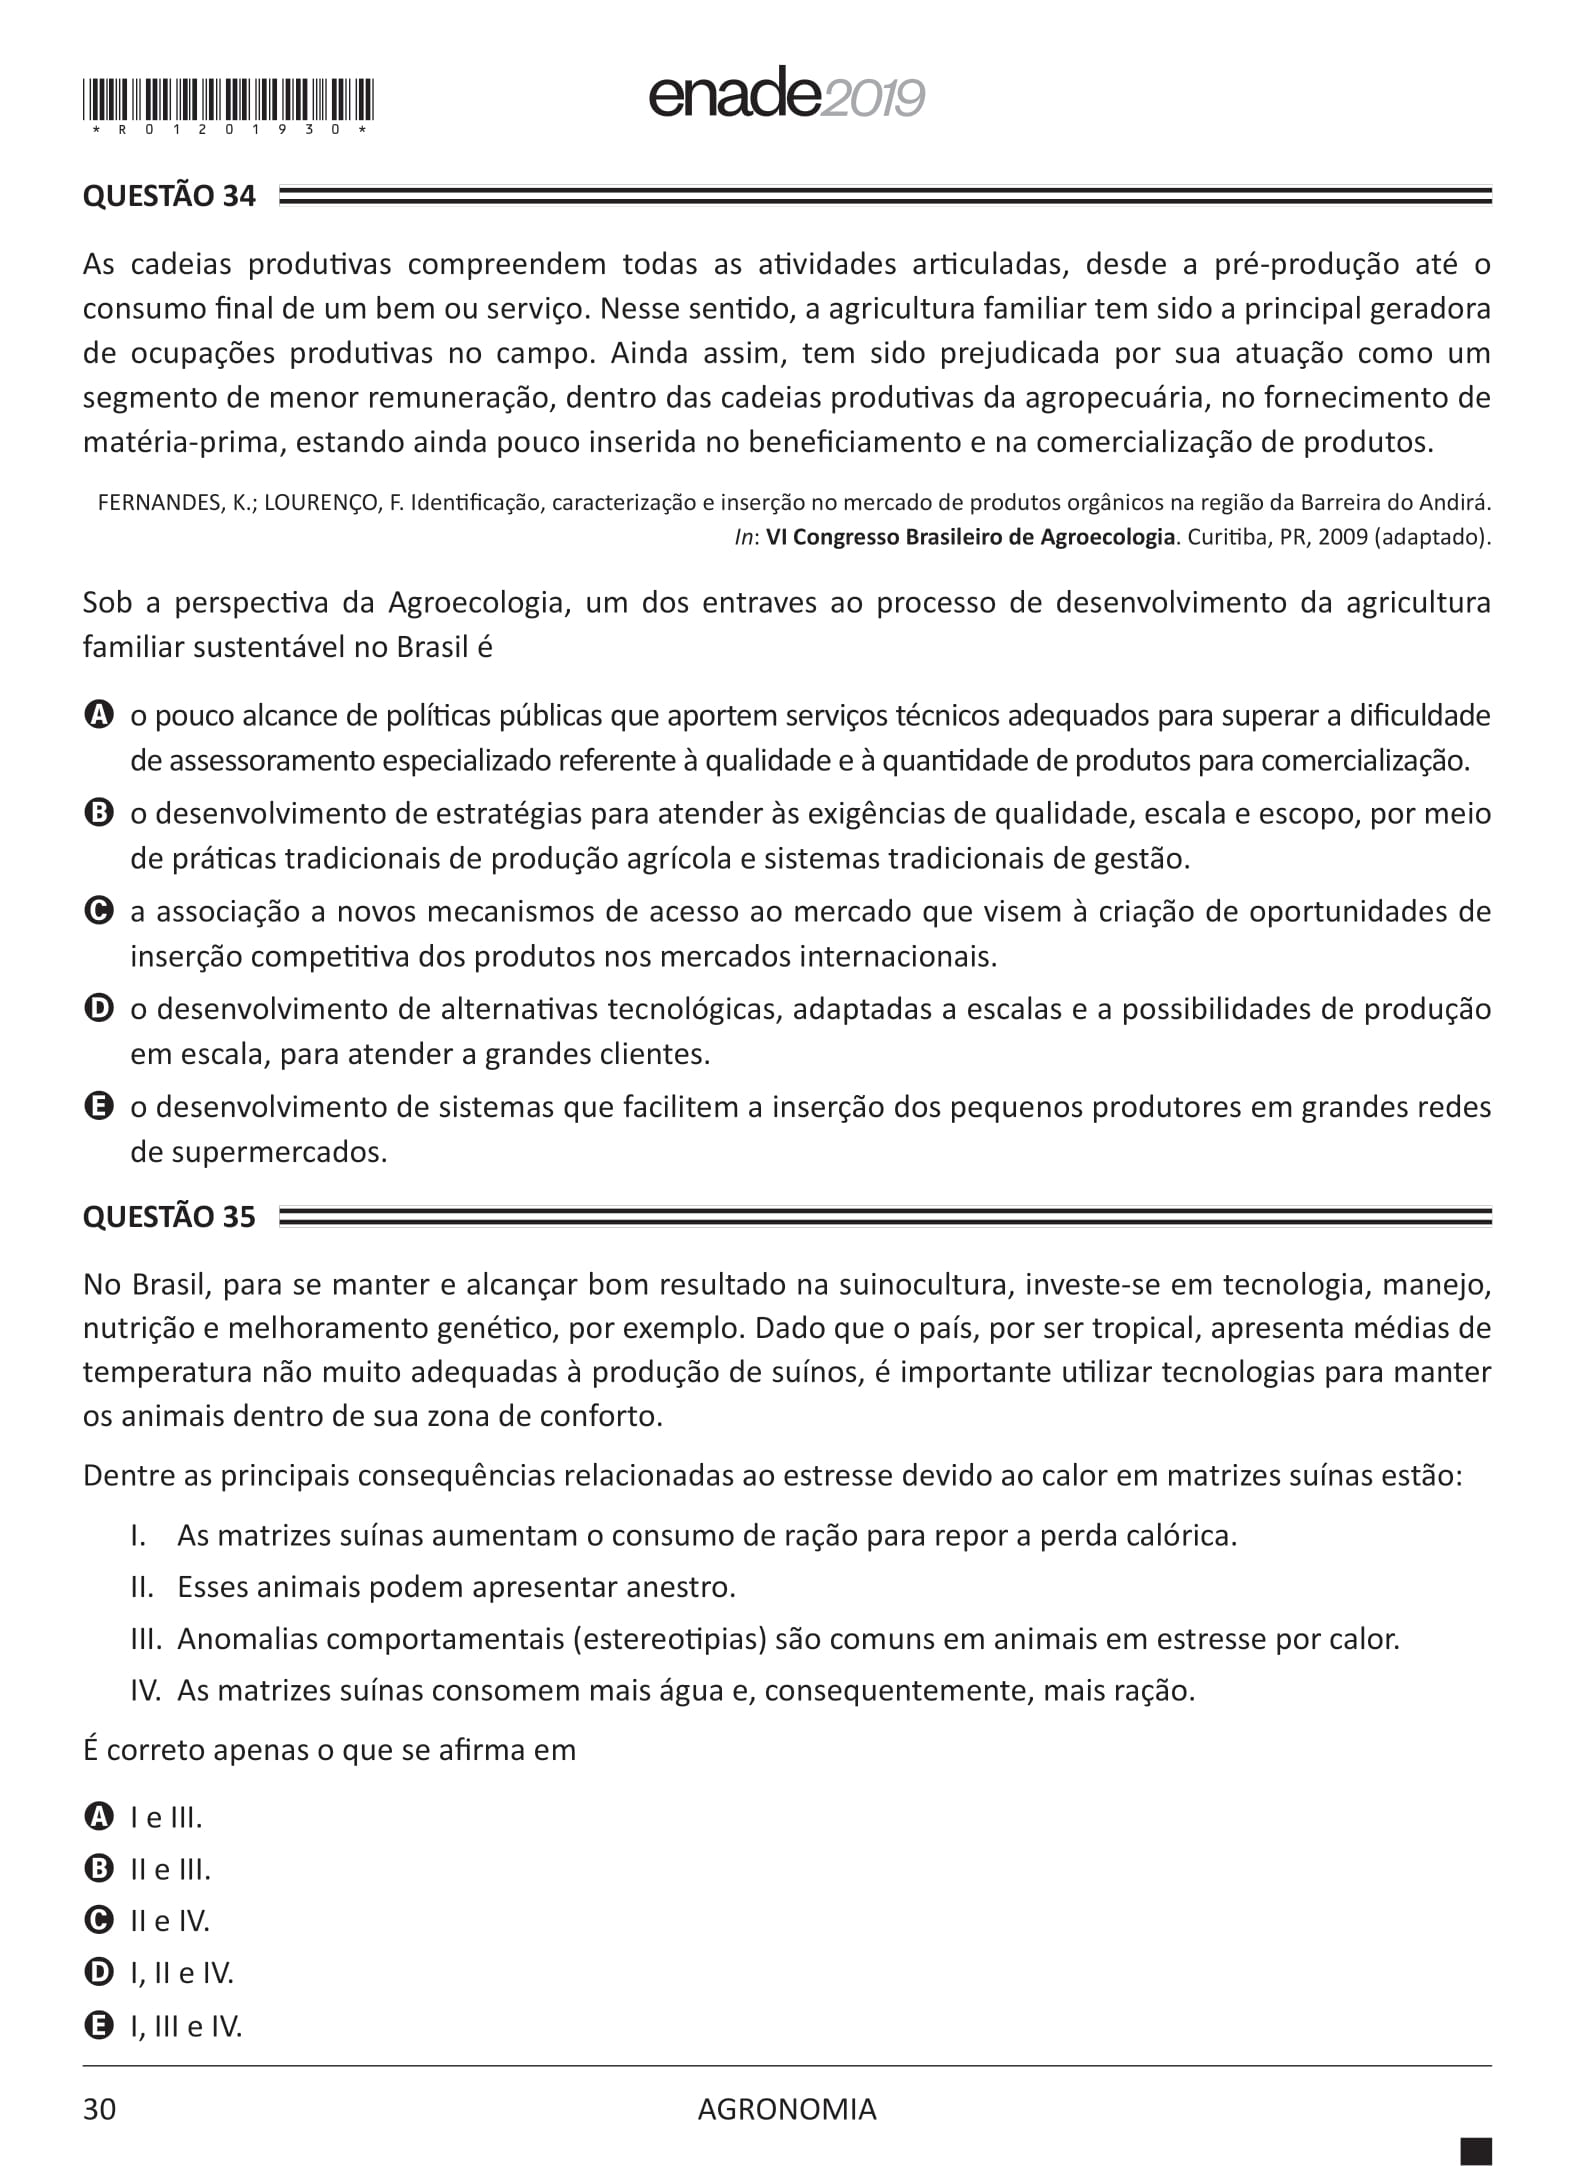 *R01201930*
enade2019
QUESTÃO 34
As cadeias produtivas compreendem todas as atividades articuladas, desde a pré-produção até o
consumo final de um bem ou serviço. Nesse sentido, a agricultura familiar tem sido a principal geradora
de ocupações produtivas no campo. Ainda assim, tem sido prejudicada por sua atuação como um
segmento de menor remuneração, dentro das cadeias produtivas da agropecuária, no fornecimento de
matéria-prima, estando ainda pouco inserida no beneficiamento e na comercialização de produtos.
FERNANDES, K.; LOURENÇO, F. Identificação, caracterização e inserção no mercado de produtos orgânicos na região da Barreira do Andirá.
In: VI Congresso Brasileiro de Agroecologia. Curitiba, PR, 2009 (adaptado).
Sob a perspectiva da Agroecologia, um dos entraves ao processo de desenvolvimento da agricultura
familiar sustentável no Brasil é
A o pouco alcance de políticas públicas que aportem serviços técnicos adequados para superar a dificuldade
de assessoramento especializado referente à qualidade e à quantidade de produtos para comercialização.
B o desenvolvimento de estratégias para atender às exigências de qualidade, escala e escopo, por meio
de práticas tradicionais de produção agrícola e sistemas tradicionais de gestão.
C a associação a novos mecanismos de acesso ao mercado que visem à criação de oportunidades de
inserção competitiva dos produtos nos mercados internacionais.
D o desenvolvimento de alternativas tecnológicas, adaptadas a escalas e a possibilidades de produção
em escala, para atender a grandes clientes.
E o desenvolvimento de sistemas que facilitem a inserção dos pequenos produtores em grandes redes
de supermercados.
QUESTÃO 35
No Brasil, para se manter e alcançar bom resultado na suinocultura, investe-se em tecnologia, manejo,
nutrição e melhoramento genético, por exemplo. Dado que o país, por ser tropical, apresenta médias de
temperatura não muito adequadas à produção de suínos, é importante utilizar tecnologias para manter
os animais dentro de sua zona de conforto.
Dentre as principais consequências relacionadas ao estresse devido ao calor em matrizes suínas estão:
I. As matrizes suínas aumentam o consumo de ração para repor a perda calórica.
II. Esses animais podem apresentar anestro.
III. Anomalias comportamentais (estereotipias) são comuns em animais em estresse por calor.
IV. As matrizes suínas consomem mais água e, consequentemente, mais ração.
É correto apenas o que se afirma em
A I e III.
B II e III.
C II e IV.
D I, II e IV.
E I, III e IV.
30
AGRONOMIA